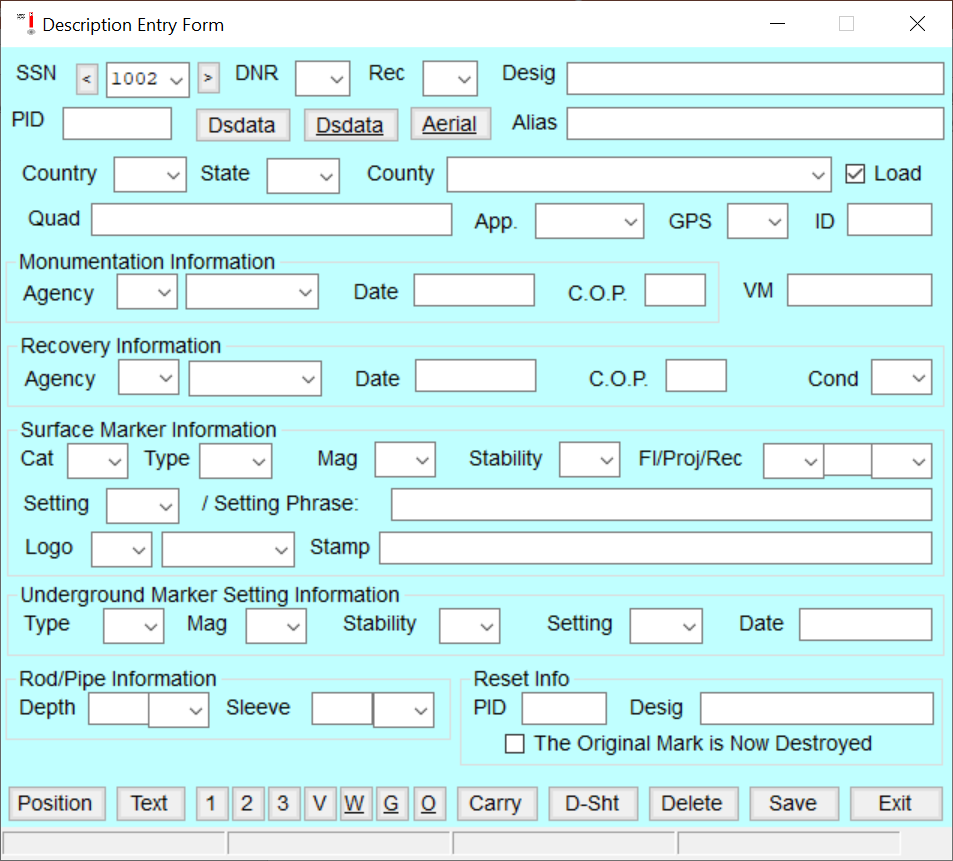 Description Entry Form
SSN < 1002 > DNR Rec Desig
PID Dsdata Dsdata Aerial Alias
Country State County Load
Quad App. GPS ID
Monumentation Information
Agency Date C.O.P. VM
Recovery Information
Agency Date C.O.P. Cond
Surface Marker Information
Cat Type Mag Stability Fl/Proj/Rec
Setting / Setting Phrase:
Logo Stamp
Underground Marker Setting Information
Type Mag Stability Setting Date
Rod/Pipe Information Reset Info
Depth Sleeve PID Desig
The Original Mark is Now Destroyed
Position Text 1 2 3 V W G O Carry D-Sht Delete Save Exit